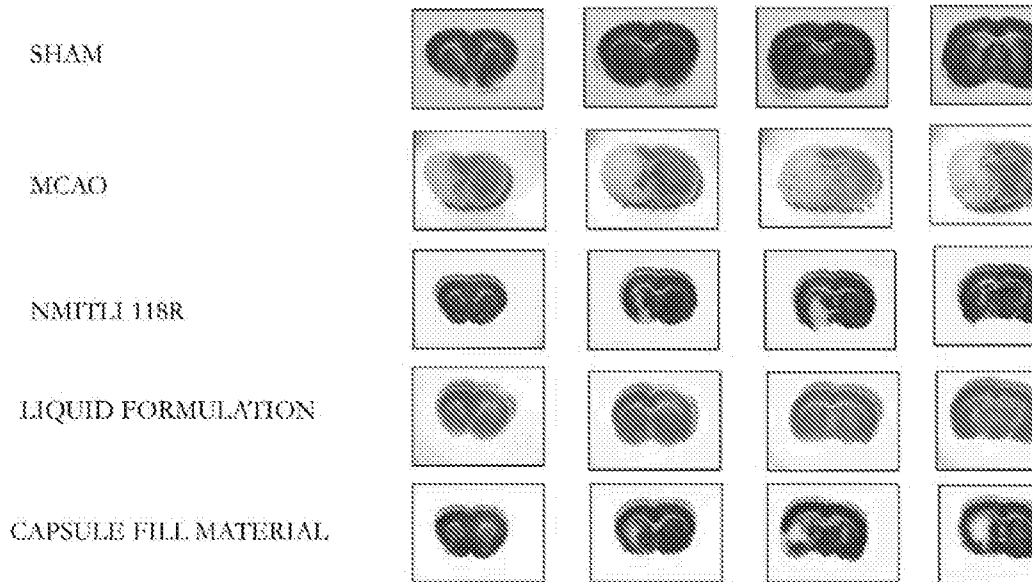 SHAM
MCAO
NMITLI 118R
LIQUID FORMULATION
CAPSULE FILL MATERIAL